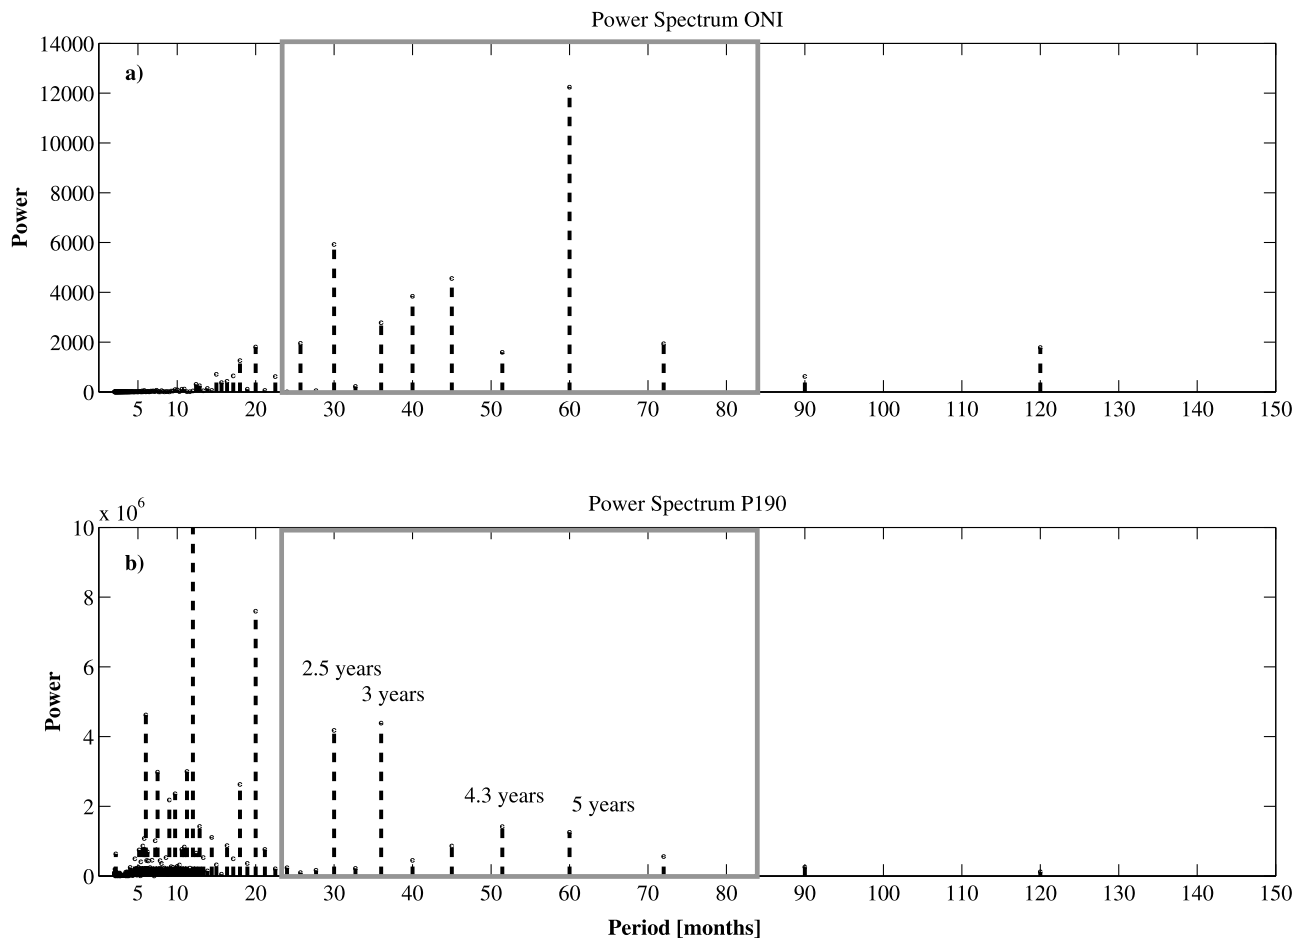 Power Spectrum ONI
a)
14000
12000
10000
8000
6000
4000
2000
0
Power
5 10 20 30 40 50 60 70 80 90 100 110 120 130 140 150
Power Spectrum P190
x 10^6
b)
10
8
6
4
2
0
Power
2.5 years
3 years
4.3 years
5 years
5 10 20 30 40 50 60 70 80 90 100 110 120 130 140 150
Period [months]